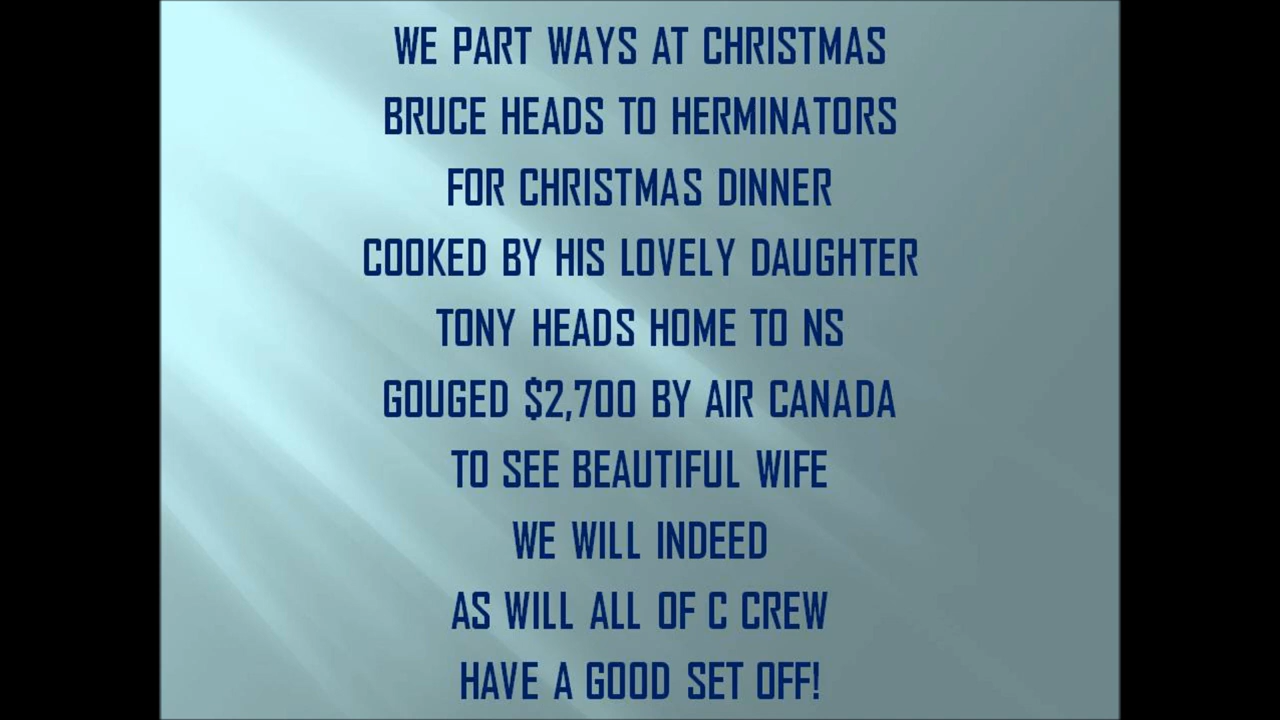 WE PART WAYS AT CHRISTMAS
BRUCE HEADS TO HERMINATORS
FOR CHRISTMAS DINNER
COOKED BY HIS LOVELY DAUGHTER
TONY HEADS HOME TO NS
GOUGED $2,700 BY AIR CANADA
TO SEE BEAUTIFUL WIFE
WE WILL INDEED
AS WILL ALL OF C CREW
HAVE A GOOD SET OFF!